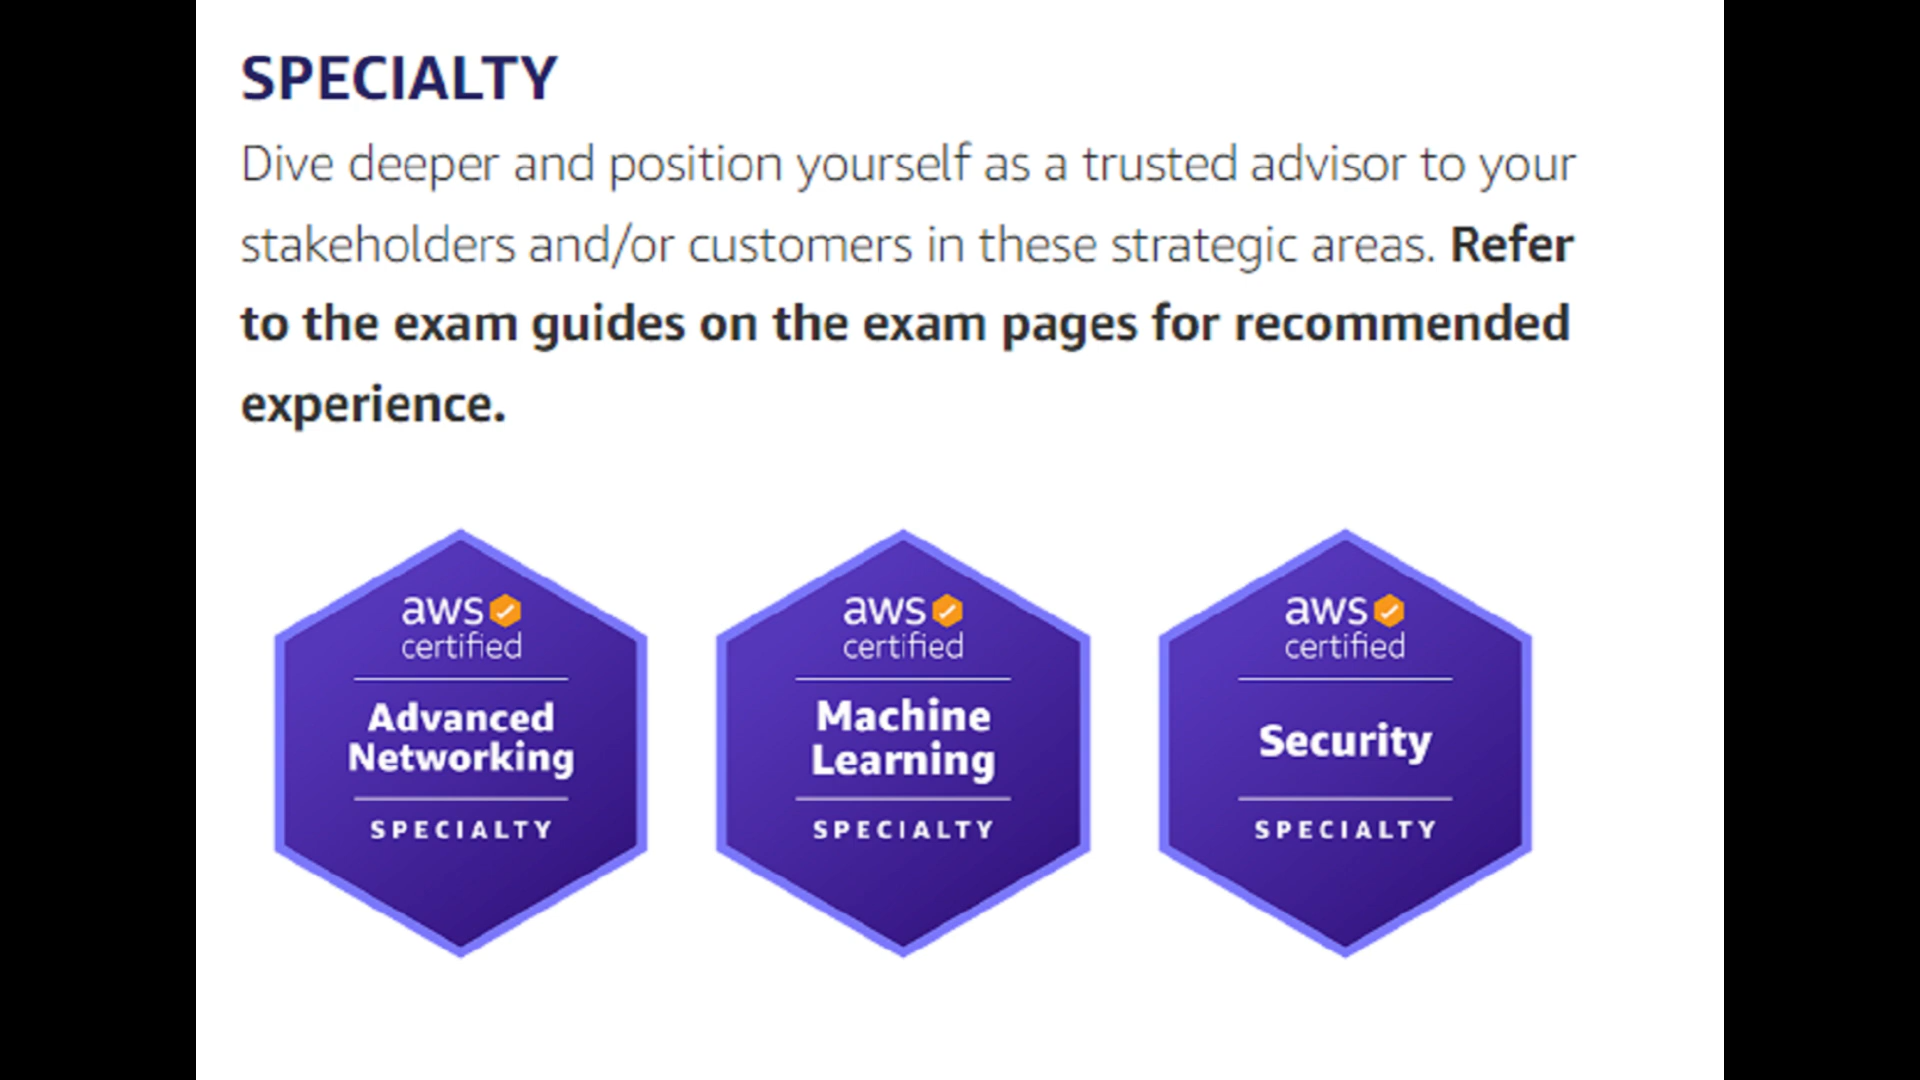 SPECIALTY
Dive deeper and position yourself as a trusted advisor to your
stakeholders and/or customers in these strategic areas. Refer
to the exam guides on the exam pages for recommended
experience.
aws
certified
Advanced
Networking
SPECIALTY
aws
certified
Machine
Learning
SPECIALTY
aws
certified
Security
SPECIALTY